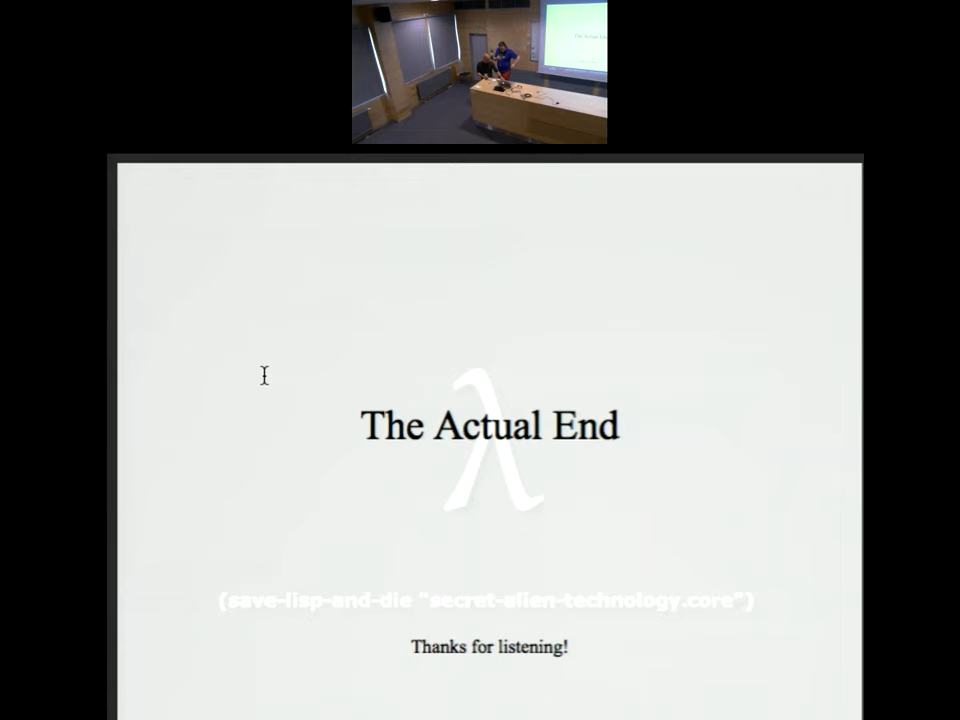 The Actual End
λ
(save-lisp-and-die "secret-alien-technology.core")
Thanks for listening!